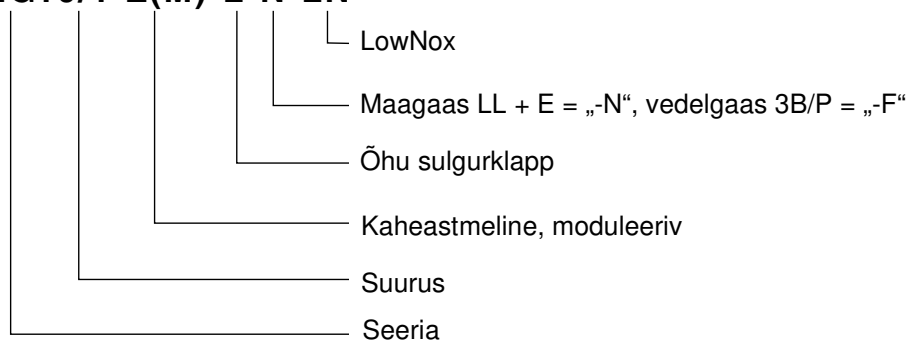 LowNox
Maagaas LL + E = „-N“, vedelgaas 3B/P = „-F“
Õhu sulgurklapp
Kaheastmeline, moduleeriv
Suurus
Seeria